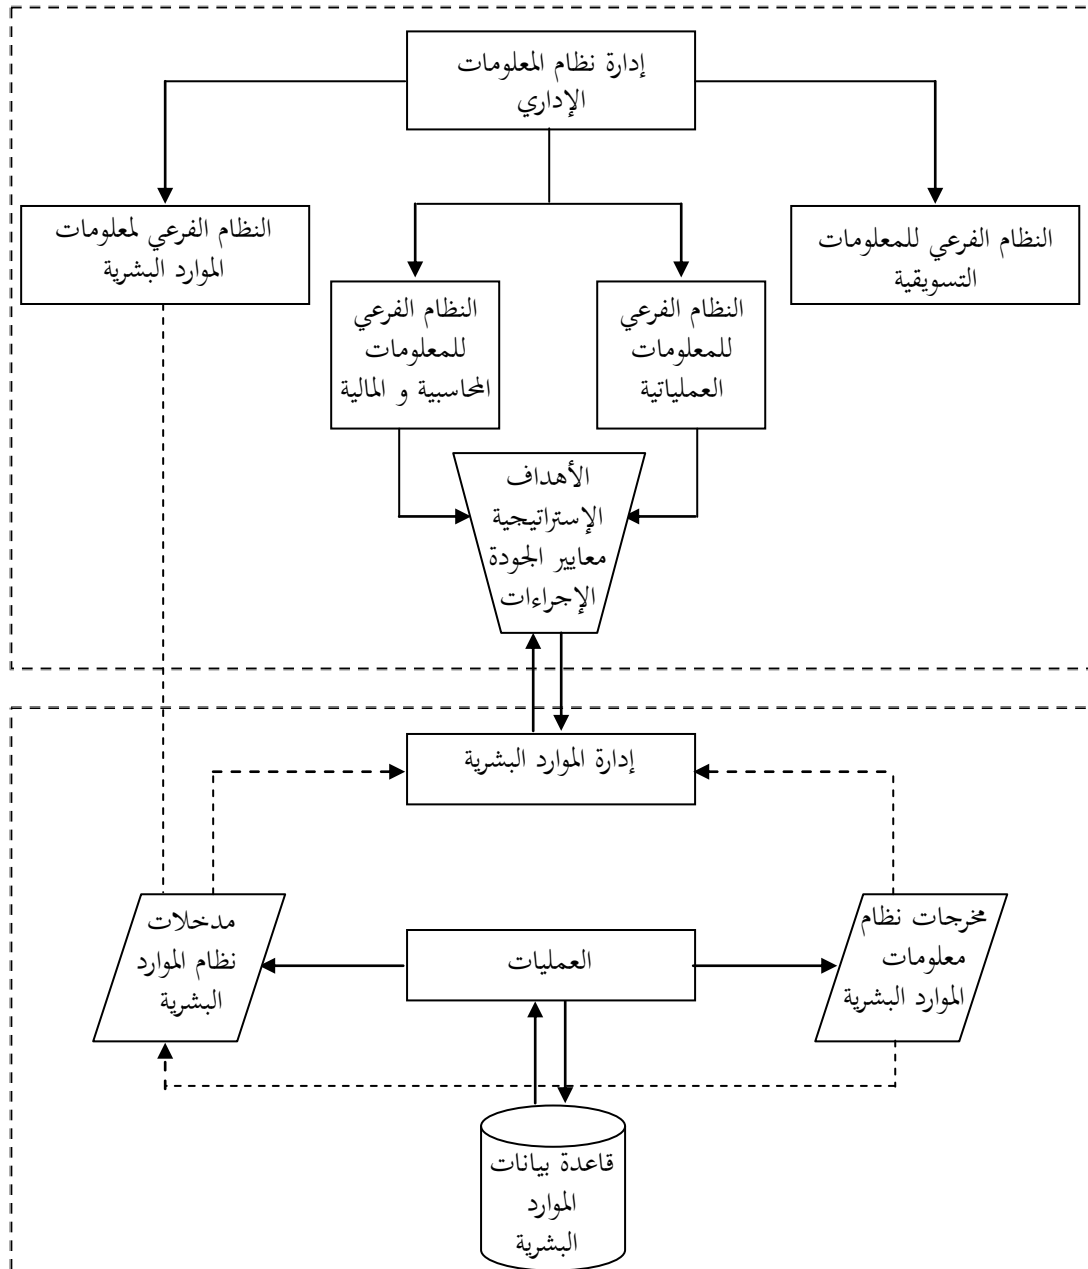 إدارة نظام المعلومات
الإداري
النظام الفرعي للمعلومات
التسويقية
النظام الفرعي لمعلومات
الموارد البشرية
النظام الفرعي
للمعلومات
العملياتية
النظام الفرعي
للمعلومات
المحاسبية و المالية
الأهداف
الإستراتيجية
معايير الجودة
الإجراءات
إدارة الموارد البشرية
مخرجات نظام
معلومات
الموارد البشرية
العمليات
مدخلات
نظام الموارد
البشرية
قاعدة بيانات
الموارد
البشرية